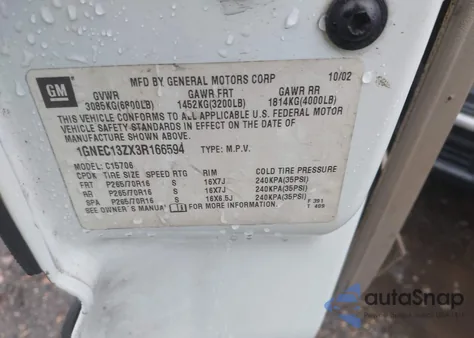 MFD BY GENERAL MOTORS CORP 10/02
GM
GVWR GAWR FRT GAWR RR
3085KG(6800LB) 1452KG(3200LB) 1814KG(4000LB)
THIS VEHICLE CONFORMS TO ALL APPLICABLE U.S. FEDERAL MOTOR
VEHICLE SAFETY STANDARDS IN EFFECT ON THE DATE OF
MANUFACTURE SHOWN ABOVE.
1GNEC13ZX3R166594 TYPE: M.P.V.
MODEL: C15706
TIRE SIZE SPEED RTG RIM COLD TIRE PRESSURE
FRT P265/70R16 S 16X7J 240KPA(35PSI)
RR P265/70R16 S 16X7J 240KPA(35PSI)
SPA P265/70R16 S 16X6.5J 240KPA(35PSI)
SEE OWNER'S MANUAL FOR MORE INFORMATION.
autoSnap